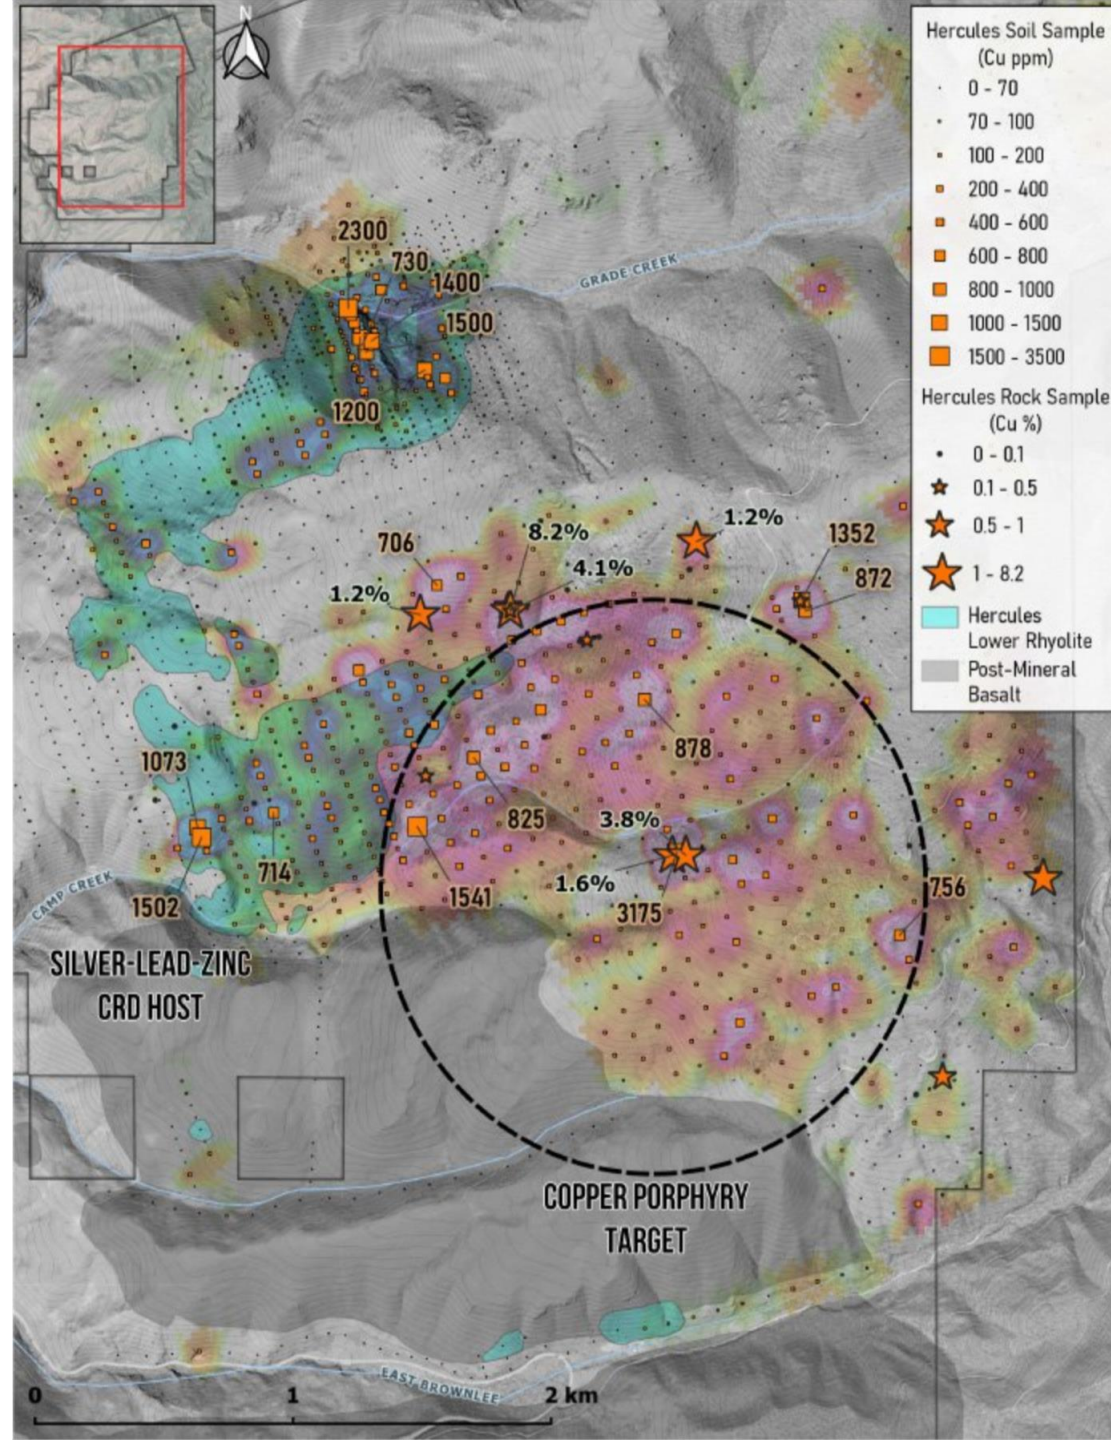 N
Hercules Soil Sample
(Cu ppm)
0 - 70
70 - 100
100 - 200
200 - 400
400 - 600
600 - 800
800 - 1000
1000 - 1500
1500 - 3500
Hercules Rock Sample
(Cu %)
0 - 0.1
0.1 - 0.5
0.5 - 1
1 - 8.2
Hercules
Lower Rhyolite
Post-Mineral
Basalt
GRADE CREEK
2300
730
1400
1500
1200
1.2%
8.2%
706
1352
4.1%
872
1.2%
878
1073
825
3.8%
714
1.6%
756
1541
1502
3175
CAMP CREEK
SILVER-LEAD-ZINC
CRD HOST
COPPER PORPHYRY
TARGET
EAST BROWNLEE
0
1
2 km